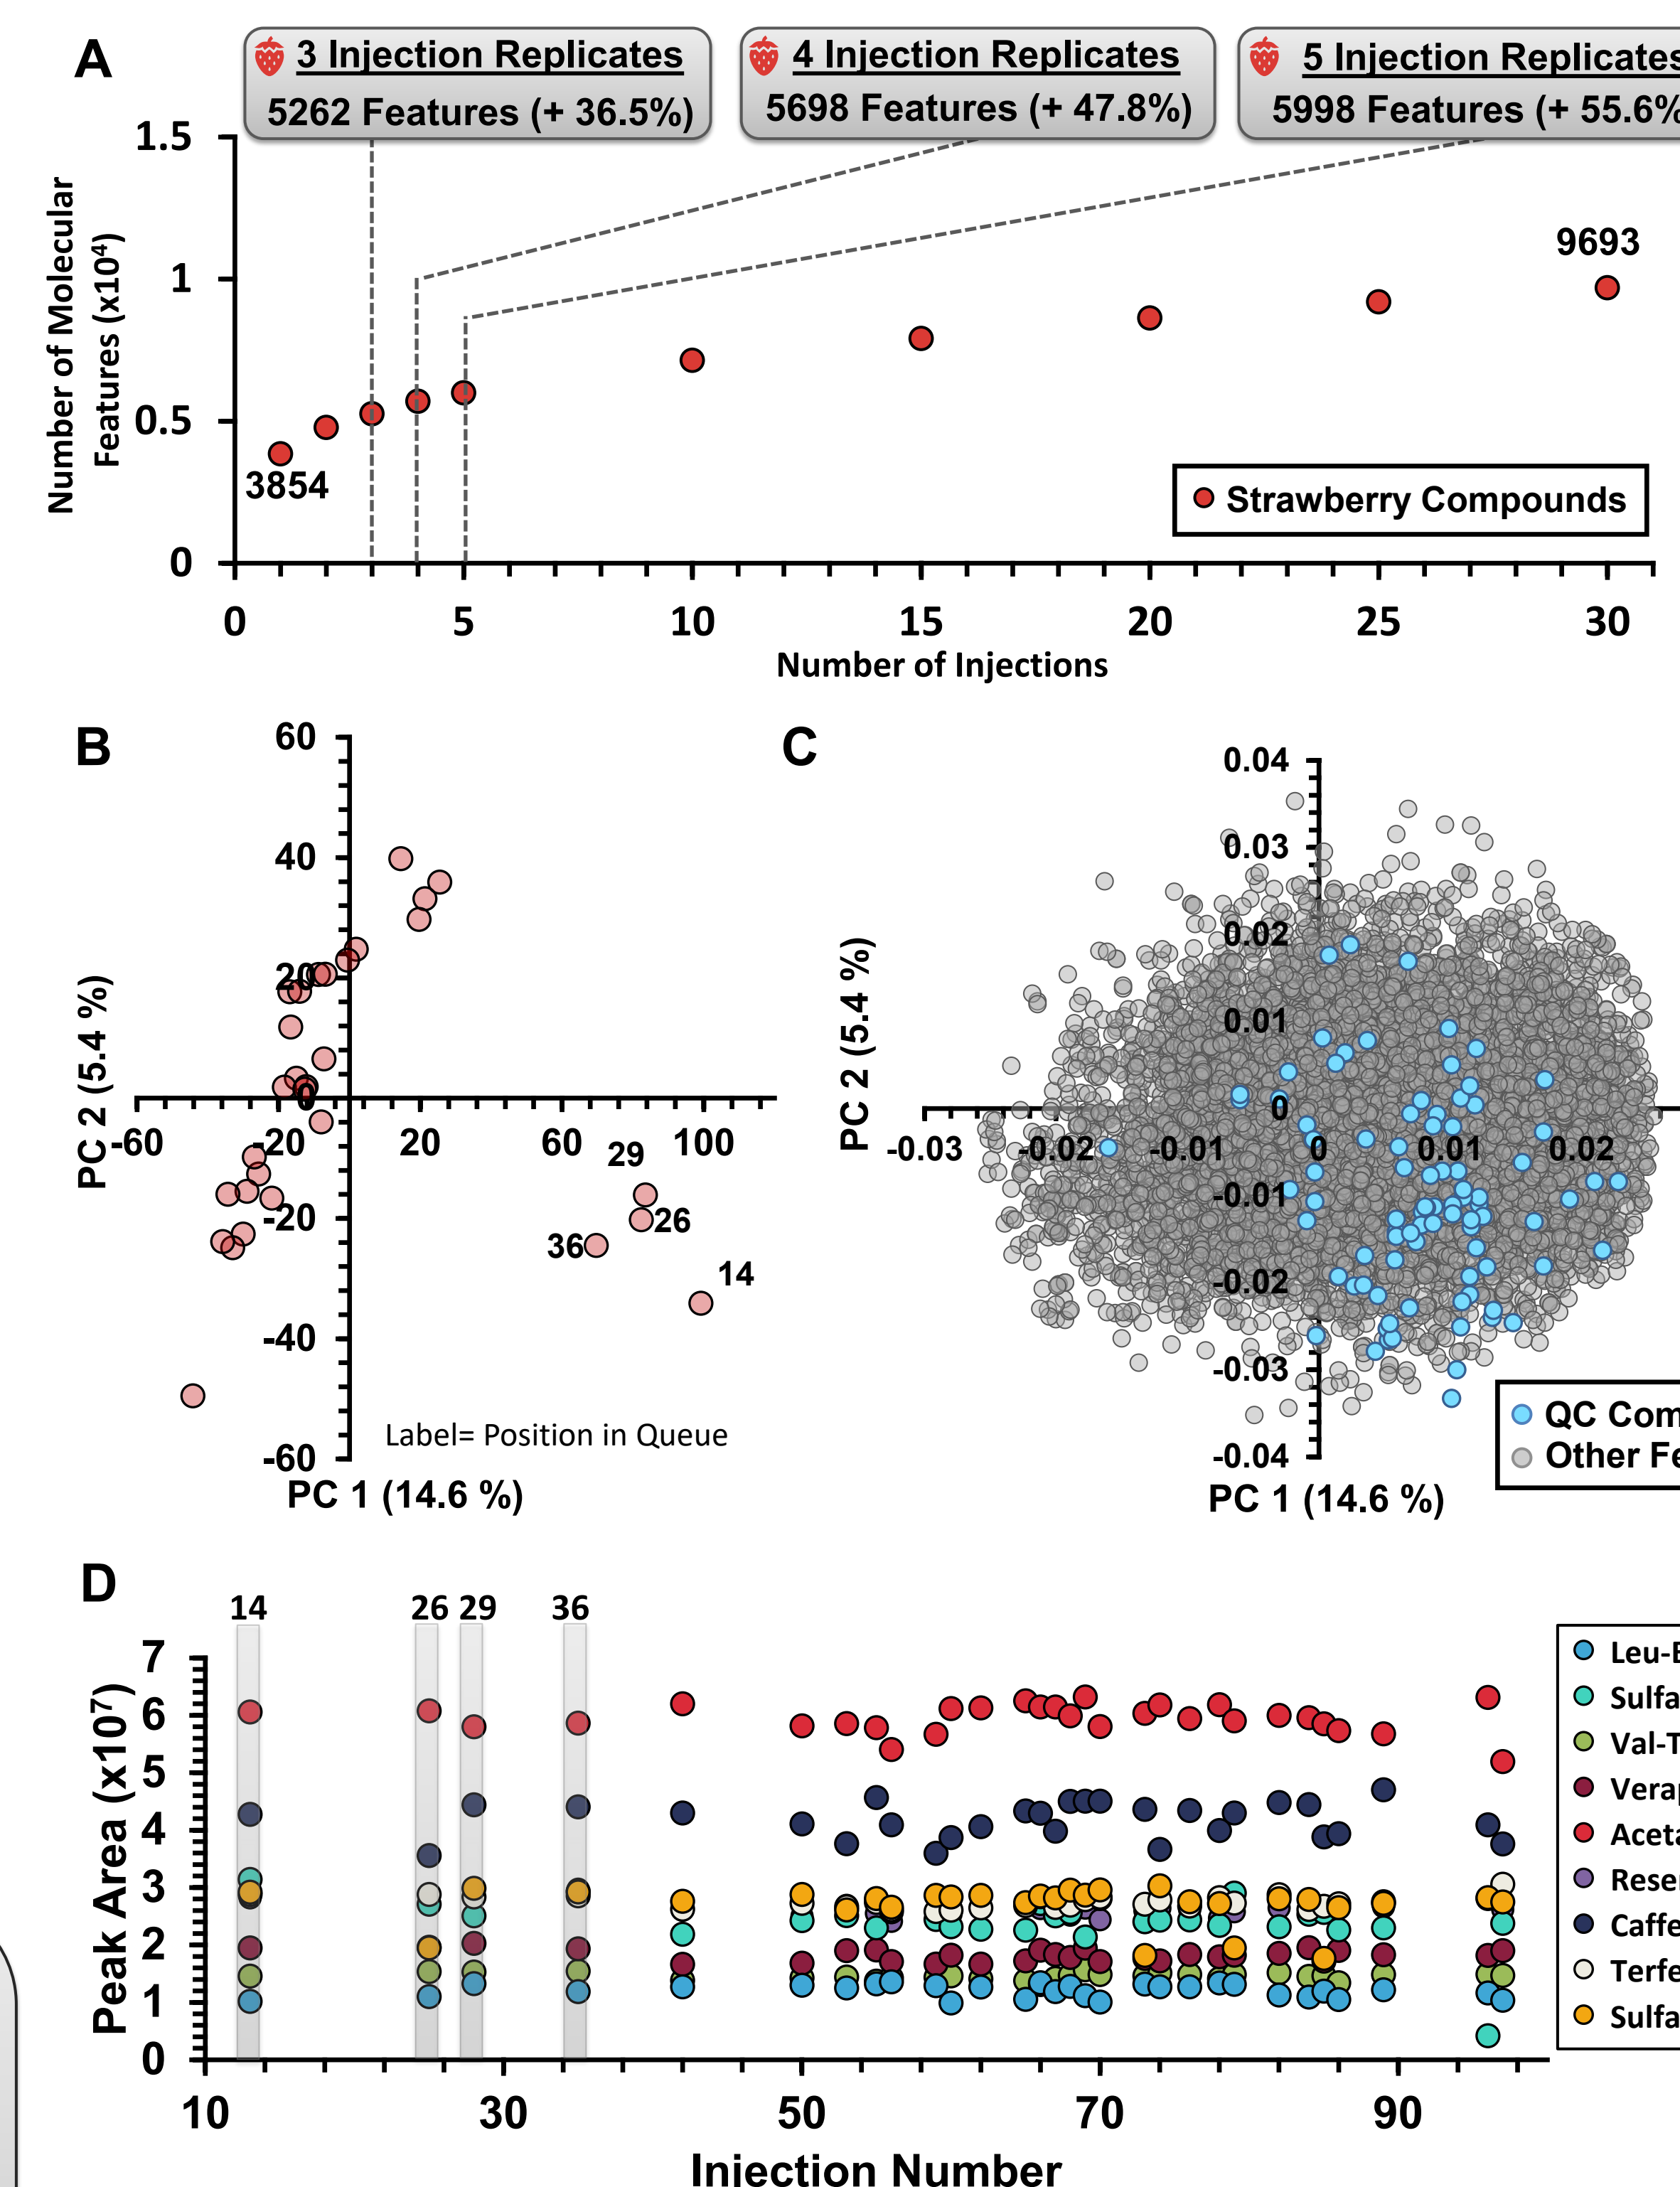 A
3 Injection Replicates
5262 Features (+ 36.5%)
4 Injection Replicates
5698 Features (+ 47.8%)
5 Injection Replicates
5998 Features (+ 55.6%
Number of Molecular
Features (x10⁴)
1.5
1
0.5
0
3854
9693
Strawberry Compounds
0 5 10 15 20 25 30
Number of Injections
B
PC 2 (5.4 %)
60
40
20
0
-20
-40
-60
-60 -20 20 60 100
29
26
36
14
Label= Position in Queue
PC 1 (14.6 %)
C
PC 2 (5.4 %)
0.04
0.03
0.02
0.01
0
-0.01
-0.02
-0.03
-0.04
-0.03 -0.02 -0.01 0 0.01 0.02
QC Com
Other Fe
PC 1 (14.6 %)
D
14 26 29 36
Peak Area (x10⁷)
7
6
5
4
3
2
1
0
10 30 50 70 90
Injection Number
Leu-E
Sulfa
Val-T
Verap
Aceta
Reser
Caffe
Terfe
Sulfa